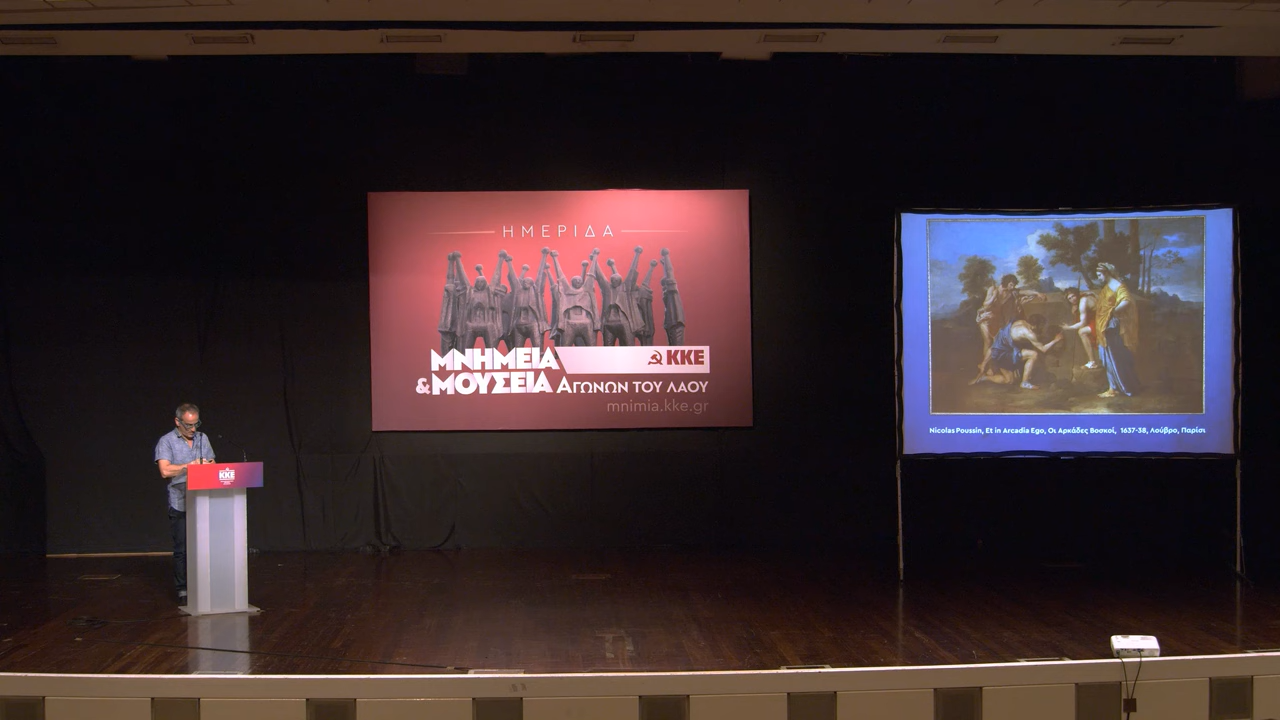 ΗΜΕΡΙΔΑ
ΜΝΗΜΕΙΑ
ΚΚΕ
&ΜΟΥΣΕΙΑ ΑΓΩΝΩΝ ΤΟΥ ΛΑΟΥ
mnimia.kke.gr
ΚΚΕ
Nicolas Poussin, Et in Arcadia Ego, Οι Αρκάδες Βοσκοί, 1637-38, Λούβρο, Παρίσι